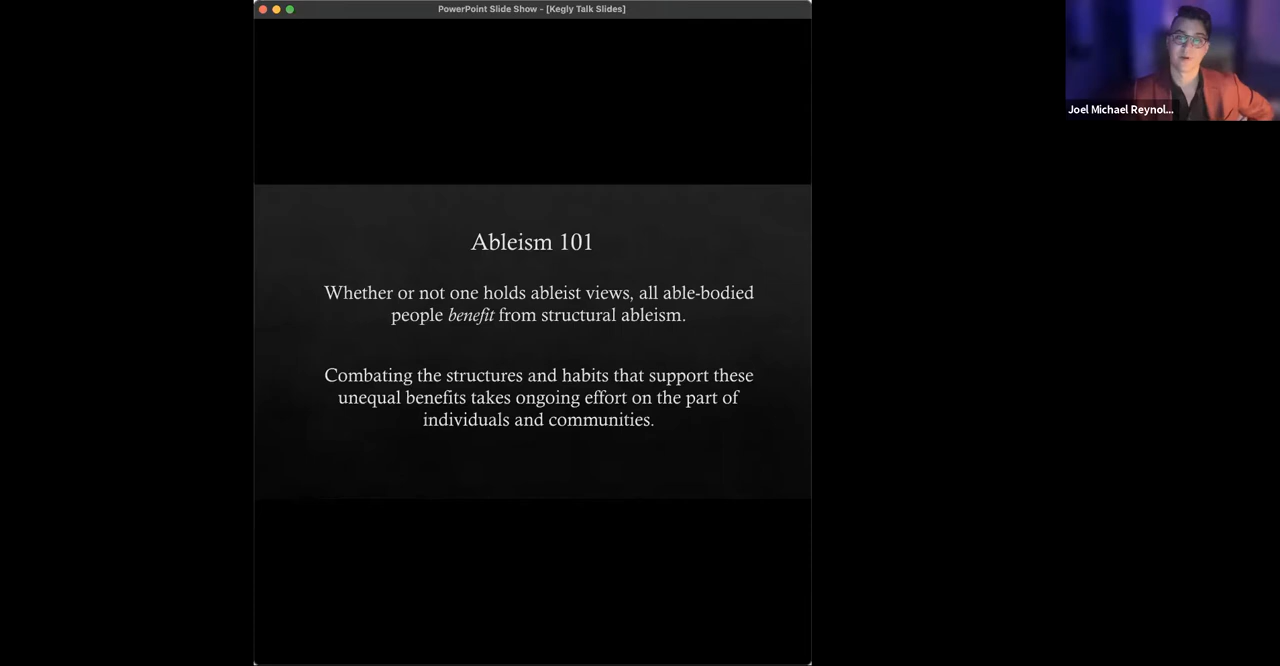 PowerPoint Slide Show - [Kegly Talk Slides]
Joel Michael Reynol...
Ableism 101
Whether or not one holds ableist views, all able-bodied
people benefit from structural ableism.
Combating the structures and habits that support these
unequal benefits takes ongoing effort on the part of
individuals and communities.